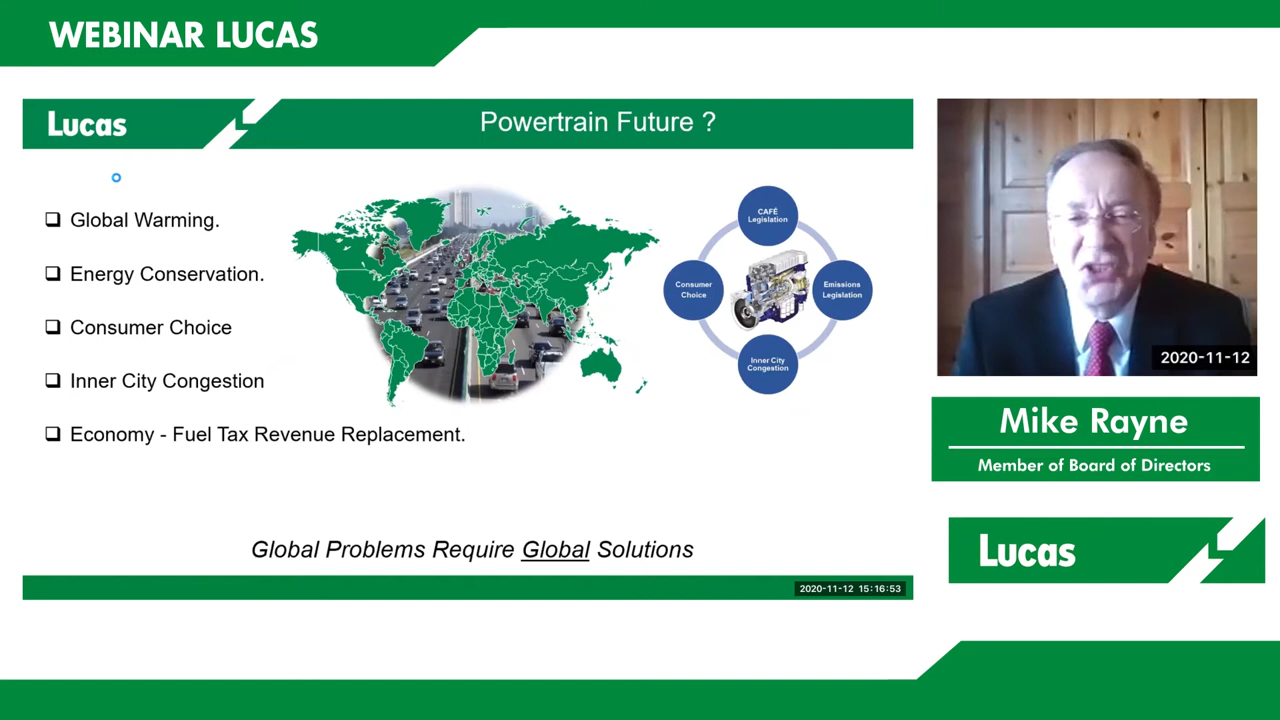 WEBINAR LUCAS
Lucas
Powertrain Future ?
Global Warming.
Energy Conservation.
Consumer Choice
Inner City Congestion
Economy - Fuel Tax Revenue Replacement.
CAFÉ
Legislation
Consumer
Choice
Emissions
Legislation
Inner City
Congestion
Global Problems Require Global Solutions
2020-11-12 15:16:53
2020-11-12
Mike Rayne
Member of Board of Directors
Lucas